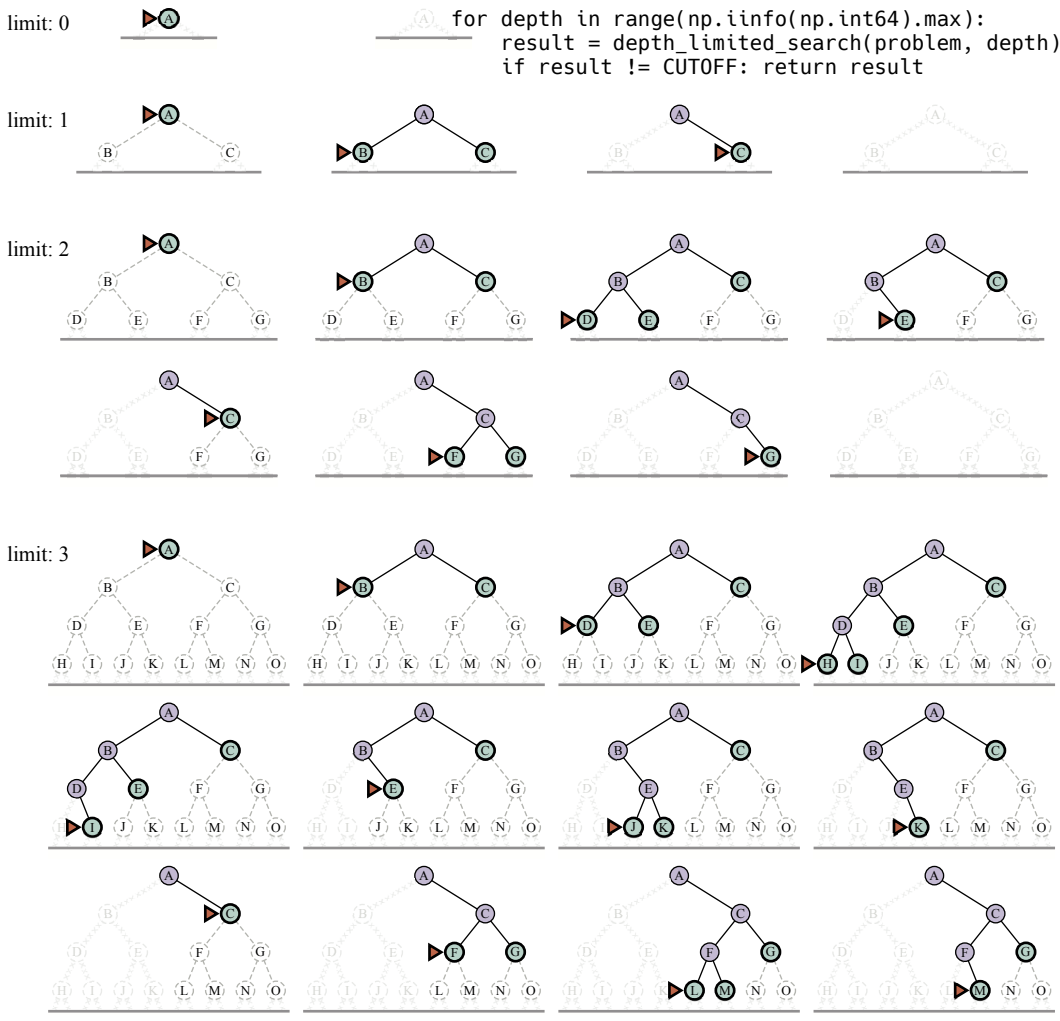 limit: 0 A A for depth in range(np.iinfo(np.int64).max):
result = depth_limited_search(problem, depth)
if result != CUTOFF: return result
limit: 1 A A A A
B C B C B C B C
limit: 2 A A A A
B C B C B C B C
D E F G D E F G D E F G D E F G
A A A A
B C B C B C B C
D E F G D E F G D E F G D E F G
limit: 3 A A A A
B C B C B C B C
D E F G D E F G D E F G D E F G
H I J K L M N O H I J K L M N O H I J K L M N O H I J K L M N O
A A A A
B C B C B C B C
D E F G D E F G D E F G D E F G
H I J K L M N O H I J K L M N O H I J K L M N O H I J K L M N O
A A A A
B C B C B C B C
D E F G D E F G D E F G D E F G
H I J K L M N O H I J K L M N O H I J K L M N O H I J K L M N O